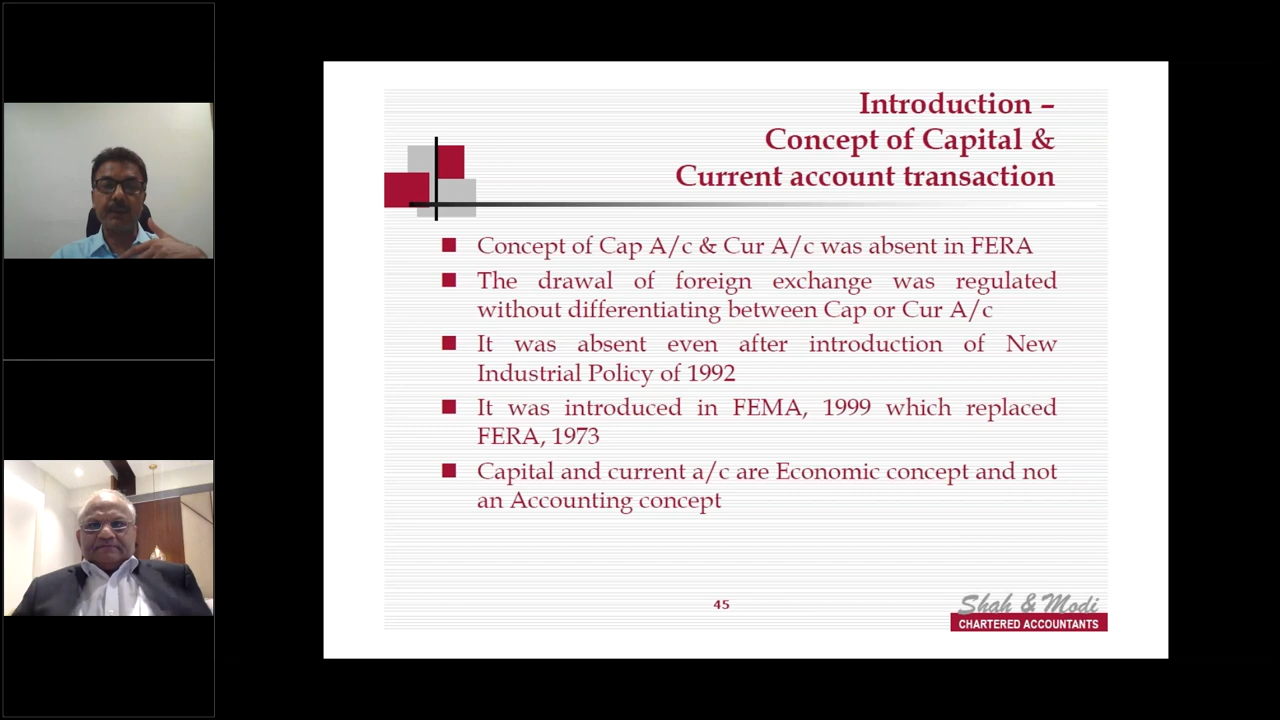 Introduction –
Concept of Capital &
Current account transaction
Concept of Cap A/c & Cur A/c was absent in FERA
The drawal of foreign exchange was regulated
without differentiating between Cap or Cur A/c
It was absent even after introduction of New
Industrial Policy of 1992
It was introduced in FEMA, 1999 which replaced
FERA, 1973
Capital and current a/c are Economic concept and not
an Accounting concept
45
Shah & Modi
CHARTERED ACCOUNTANTS